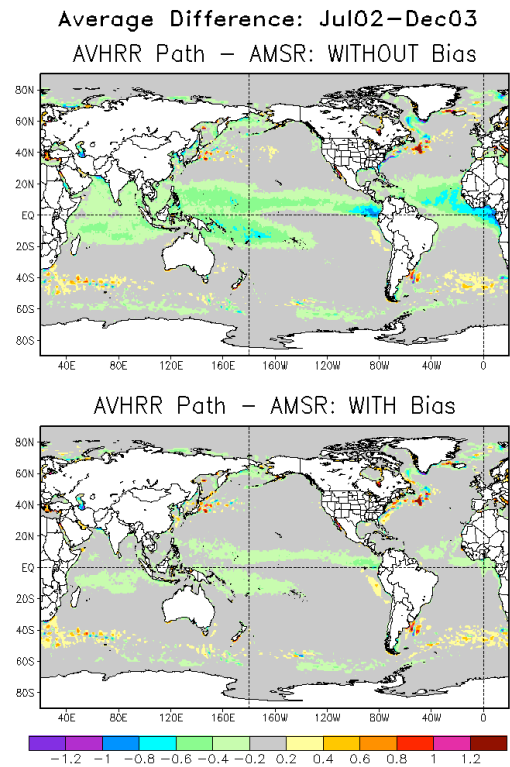 Average Difference: Jul02-Dec03
AVHRR Path - AMSR: WITHOUT Bias
80N
60N
40N
20N
EQ
20S
40S
60S
80S
40E 80E 120E 160E 160W 120W 80W 40W 0
AVHRR Path - AMSR: WITH Bias
80N
60N
40N
20N
EQ
20S
40S
60S
80S
40E 80E 120E 160E 160W 120W 80W 40W 0
-1.2 -1 -0.8 -0.6 -0.4 -0.2 0.2 0.4 0.6 0.8 1 1.2